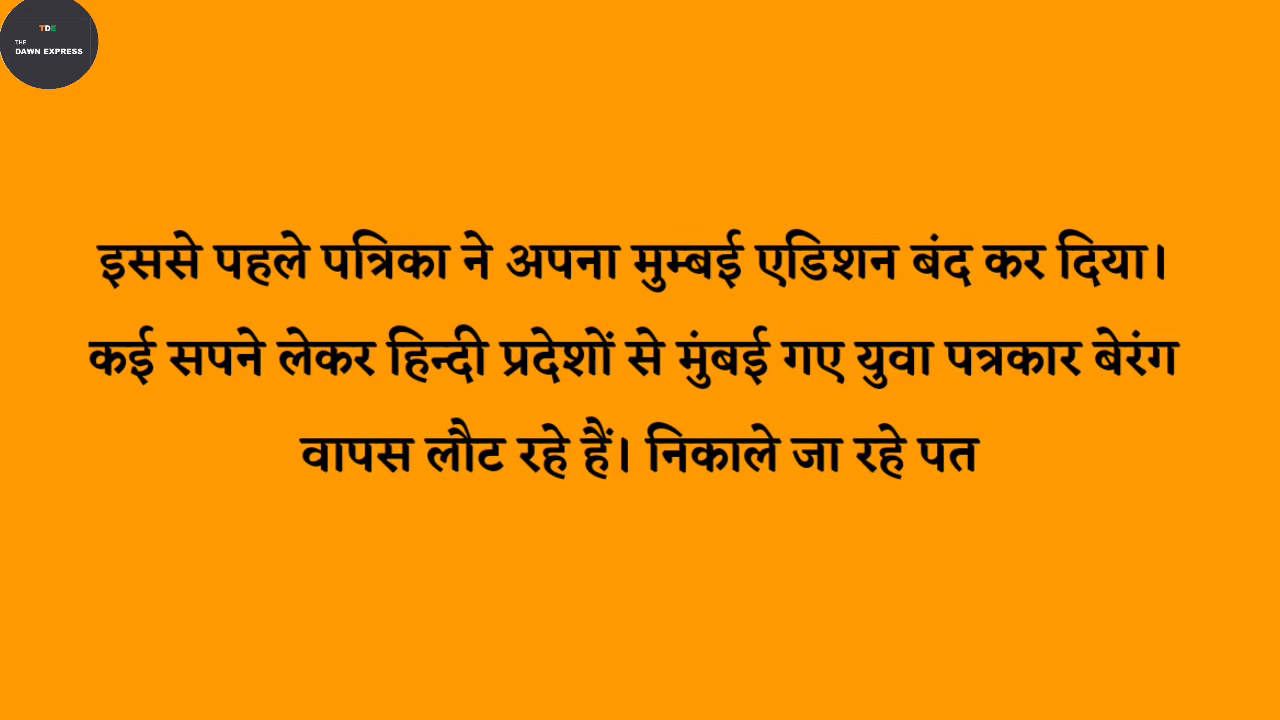 TDE
THE
DAWN EXPRESS
इससे पहले पत्रिका ने अपना मुम्बई एडिशन बंद कर दिया।
कई सपने लेकर हिन्दी प्रदेशों से मुंबई गए युवा पत्रकार बेरंग
वापस लौट रहे हैं। निकाले जा रहे पत